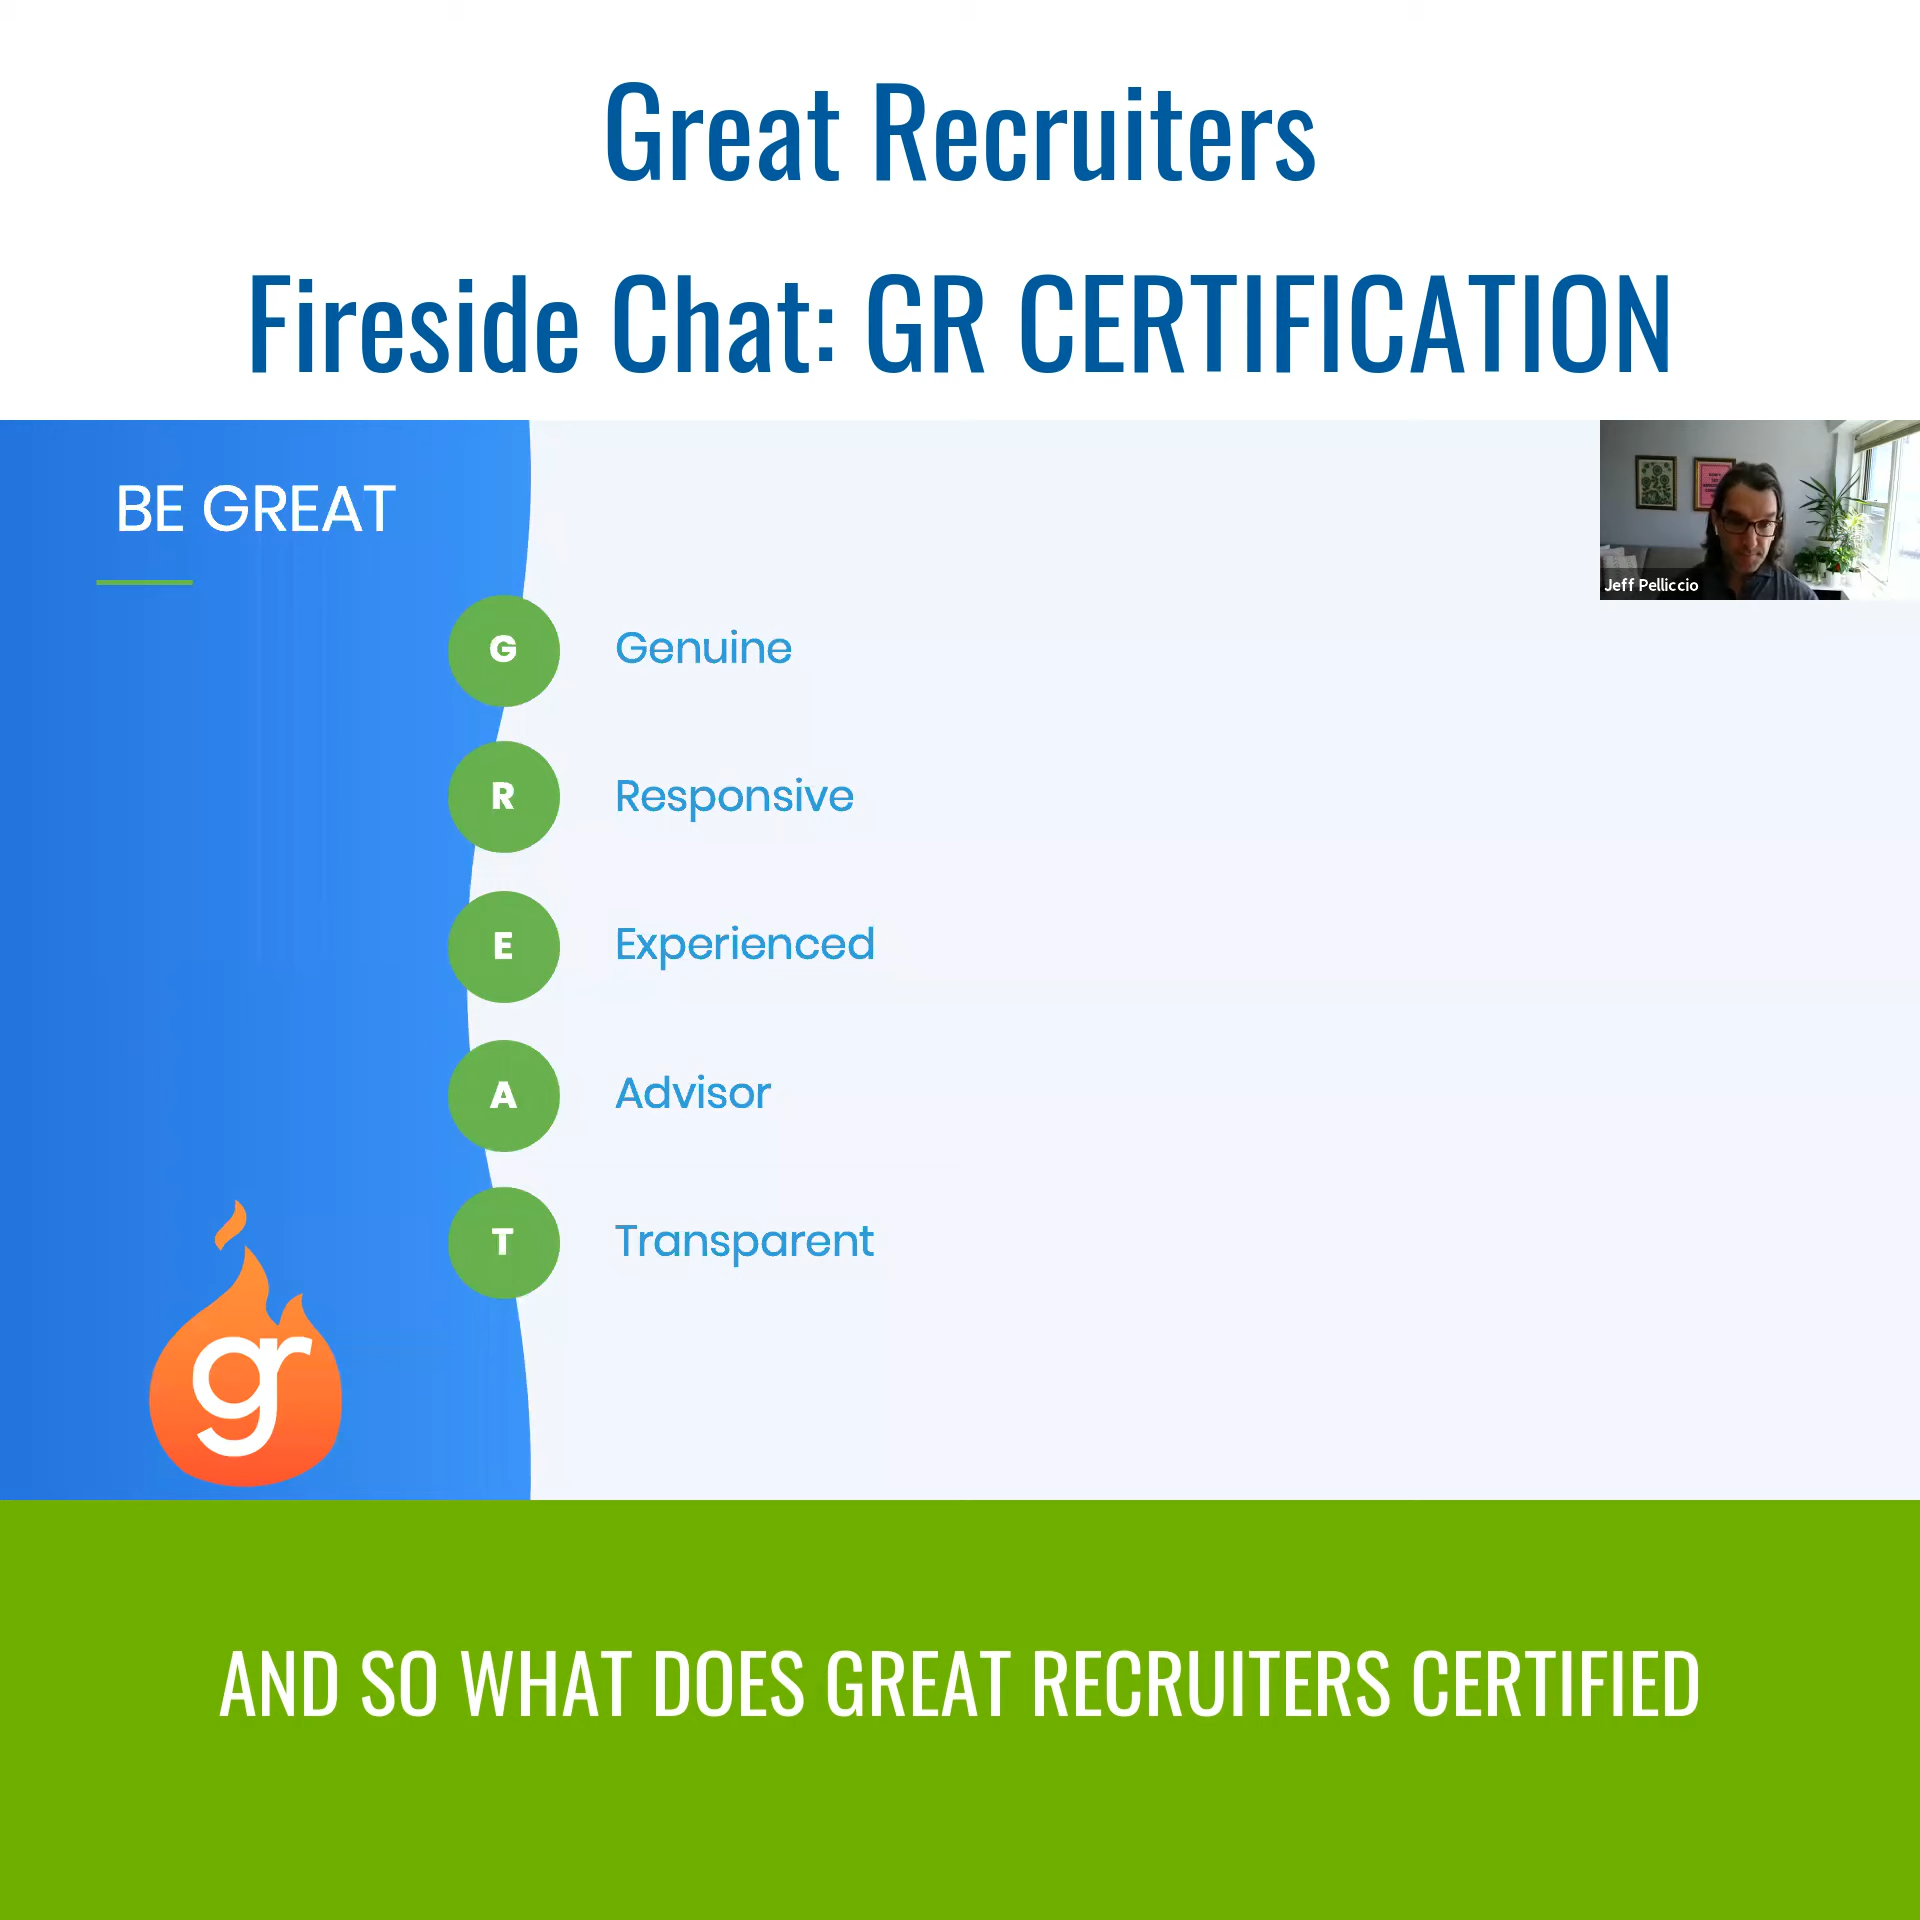 Great Recruiters
Fireside Chat: GR CERTIFICATION
BE GREAT
Jeff Pelliccio
G Genuine
R Responsive
E Experienced
A Advisor
T Transparent
gr
AND SO WHAT DOES GREAT RECRUITERS CERTIFIED